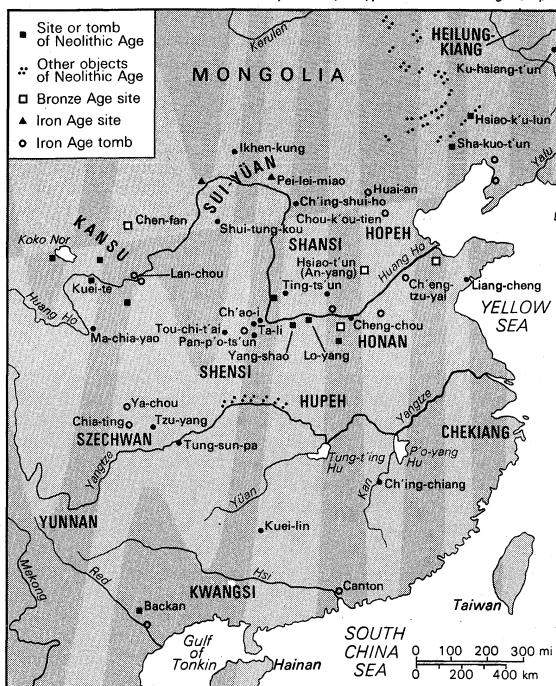 Site or tomb
of Neolithic Age
Other objects
of Neolithic Age
Bronze Age site
Iron Age site
Iron Age tomb
Kerulen
HEILUNG-
KIANG
Ku-hsiang-t'un
MONGOLIA
Hsiao-k'u-lun
Sha-kuo-t'un
Yalu
Ikhen-kung
SUI-YÜAN
Pei-lei-miao
Ch'ing-shui-ho
Huai-an
Chou-k'ou-tien
KANSU
Chen-fan
Shui-tung-kou
SHANSI
HOPEH
Koko Nor
Hsiao-t'un
(An-yang)
Huang Ho
Lan-chou
Kuei-te
Ting-ts'un
Ch'eng-
tzu-yai
Liang-cheng
YELLOW
SEA
Huang Ho
Ch'ao-i
Ma-chia-yao
Tou-chi-t'ai
Ta-li
Cheng-chou
Pan-p'o-ts'un
HONAN
Yang-shao
Lo-yang
SHENSI
Ya-chou
HUPEH
Yangtze
Chia-ting
Tzu-yang
CHEKIANG
SZECHWAN
Tung-sun-pa
Tung-t'ing
Hu
P'o-yang
Hu
Yangtze
Yüan
Kan
Ch'ing-chiang
YUNNAN
Kuei-lin
Mekong
Red
Hsi
KWANGSI
Canton
Taiwan
Backan
Gulf
of
Tonkin
Hainan
SOUTH
CHINA
SEA
0 100 200 300 mi
0 200 400 km